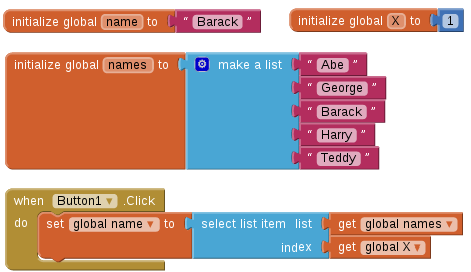 initialize global name to " Barack "
initialize global X to 1
initialize global names to make a list " Abe "
" George "
" Barack "
" Harry "
" Teddy "
when Button1 .Click
do set global name to select list item list get global names
index get global X